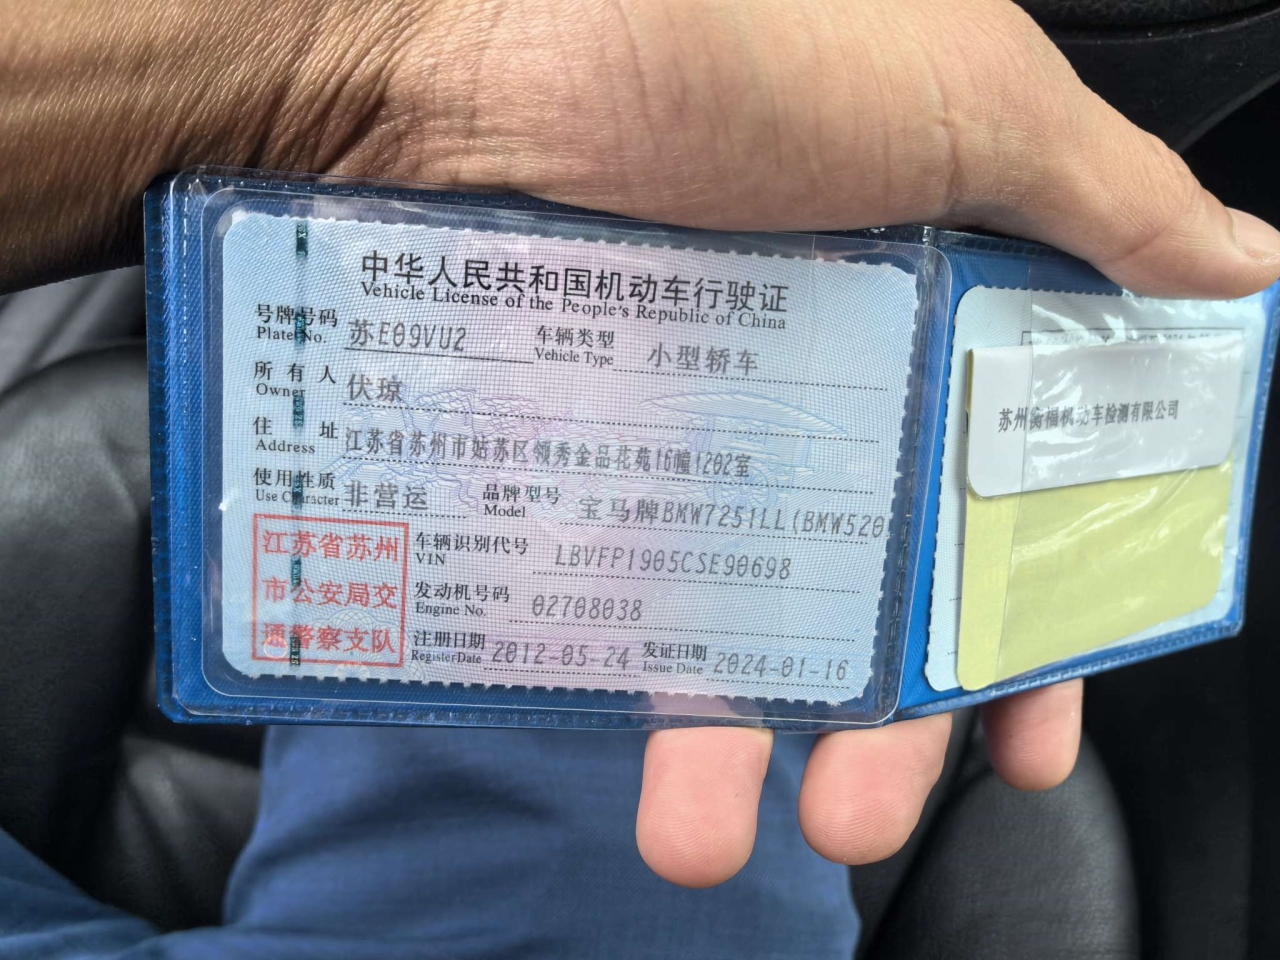 中华人民共和国机动车行驶证
Vehicle License of the People's Republic of China
号牌号码 苏E09VU2 车辆类型 小型轿车
Plate No. Vehicle Type
所有人 伏琼
Owner
住址 江苏省苏州市姑苏区领秀金品花苑16幢1202室
Address
使用性质 非营运 品牌型号 宝马牌BMW7251LL(BMW520
Use Character Model
江苏省苏州
市公安局交
通警察支队
车辆识别代号 LBVFP1905CSE90698
VIN
发动机号码 02708038
Engine No.
注册日期 2012-05-24 发证日期 2024-01-16
Register Date Issue Date
苏州衡福机动车检测有限公司